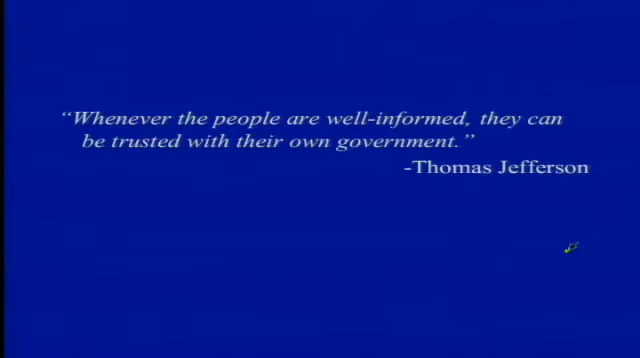 “Whenever the people are well-informed, they can
be trusted with their own government.”
-Thomas Jefferson